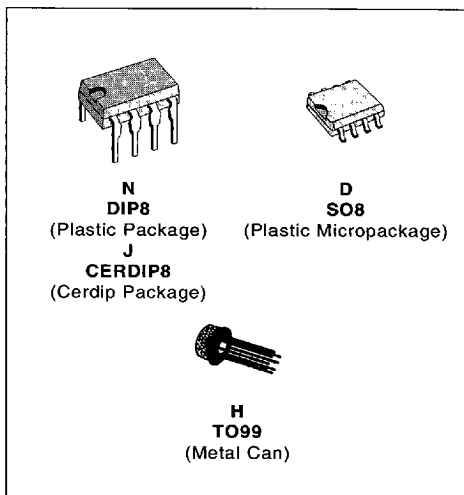 N
DIP8
(Plastic Package)
J
CERDIP8
(Cerdip Package)
D
SO8
(Plastic Micropackage)
H
TO99
(Metal Can)